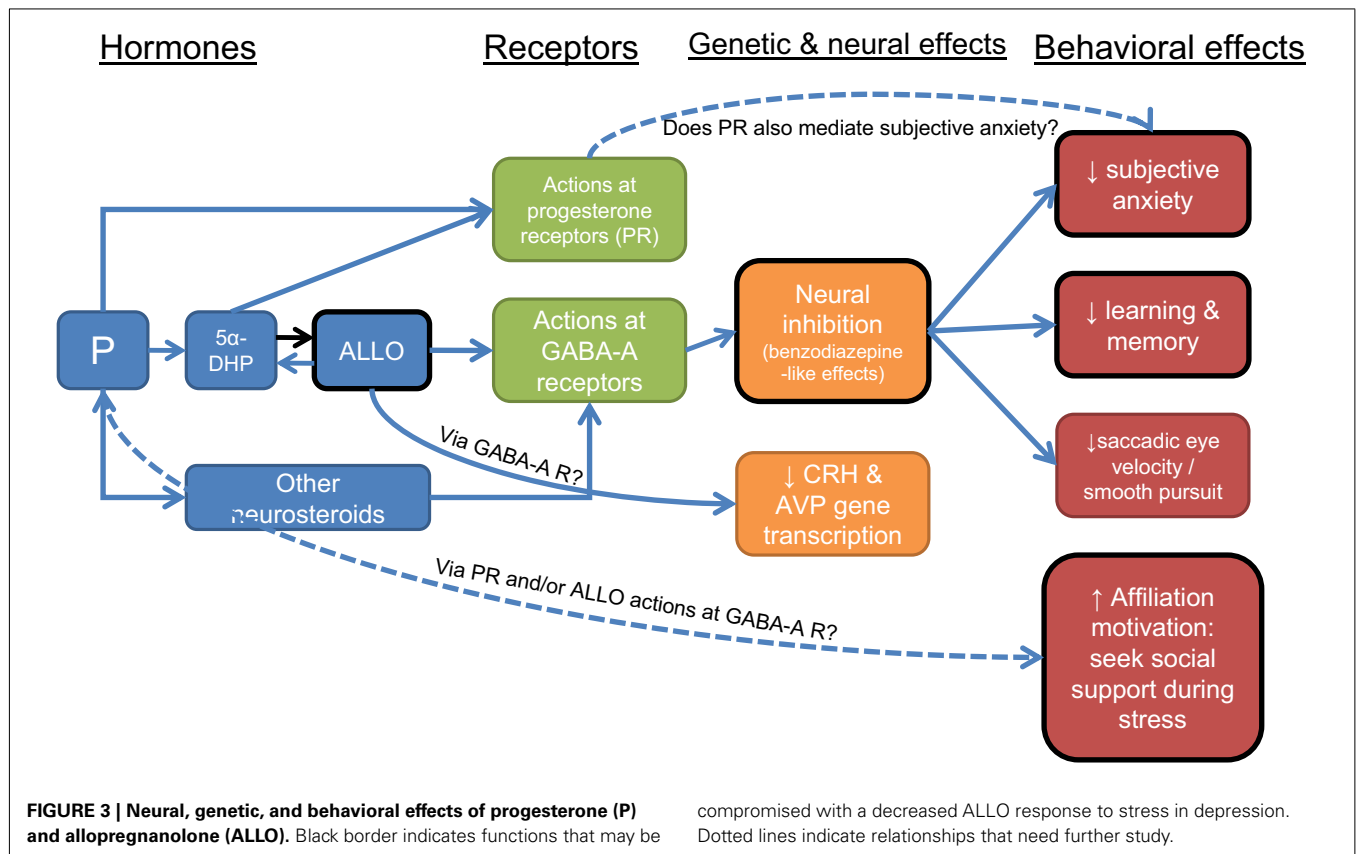 Hormones
Receptors
Genetic & neural effects
Behavioral effects
Does PR also mediate subjective anxiety?
Actions at
progesterone
receptors (PR)
↓ subjective
anxiety
P
5α-
DHP
ALLO
Actions at
GABA-A
receptors
Neural
inhibition
(benzodiazepine
-like effects)
↓ learning &
memory
Via GABA-A R?
Other
neurosteroids
↓ CRH &
AVP gene
transcription
↓saccadic eye
velocity /
smooth pursuit
Via PR and/or ALLO actions at GABA-A R?
↑ Affiliation
motivation:
seek social
support during
stress
FIGURE 3 | Neural, genetic, and behavioral effects of progesterone (P)
and allopregnanolone (ALLO). Black border indicates functions that may be
compromised with a decreased ALLO response to stress in depression.
Dotted lines indicate relationships that need further study.